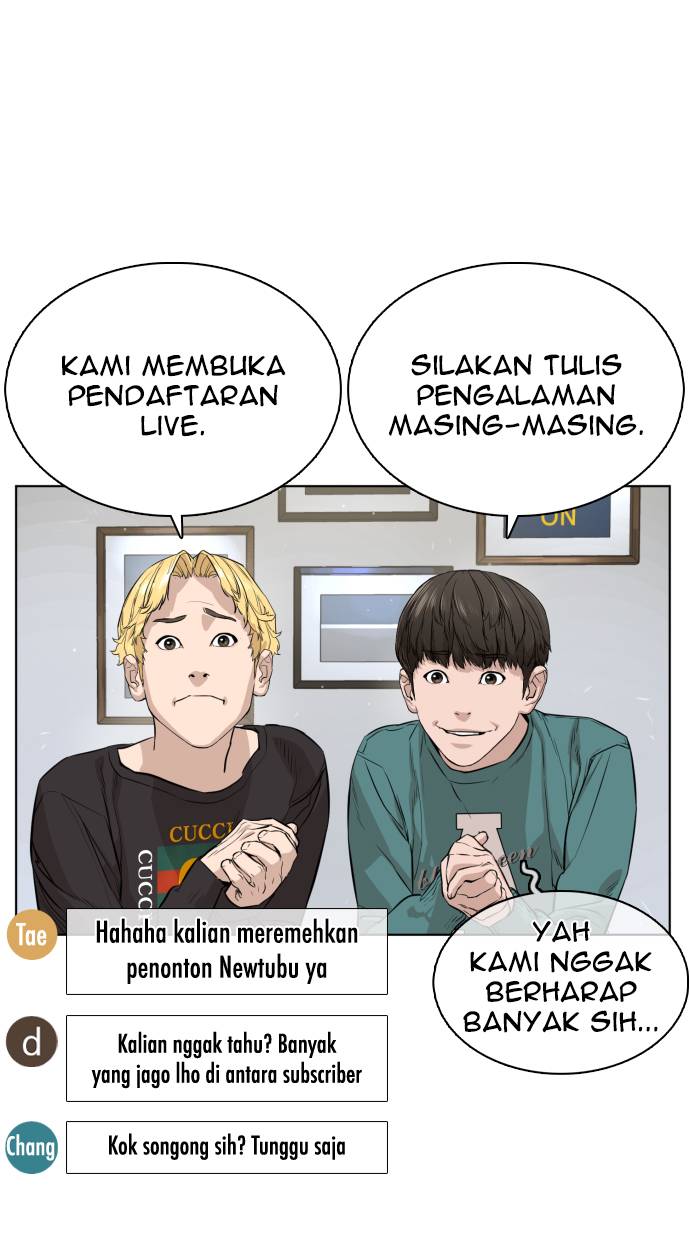 KAMI MEMBUKA
PENDAFTARAN
LIVE.
SILAKAN TULIS
PENGALAMAN
MASING-MASING.
ON
CUCCI
CUCC
YAH
KAMI NGGAK
BERHARAP
BANYAK SIH...
Tae
Hahaha kalian meremehkan
penonton Newtubu ya
d
Kalian nggak tahu? Banyak
yang jago lho di antara subscriber
Chang
Kok songong sih? Tunggu saja